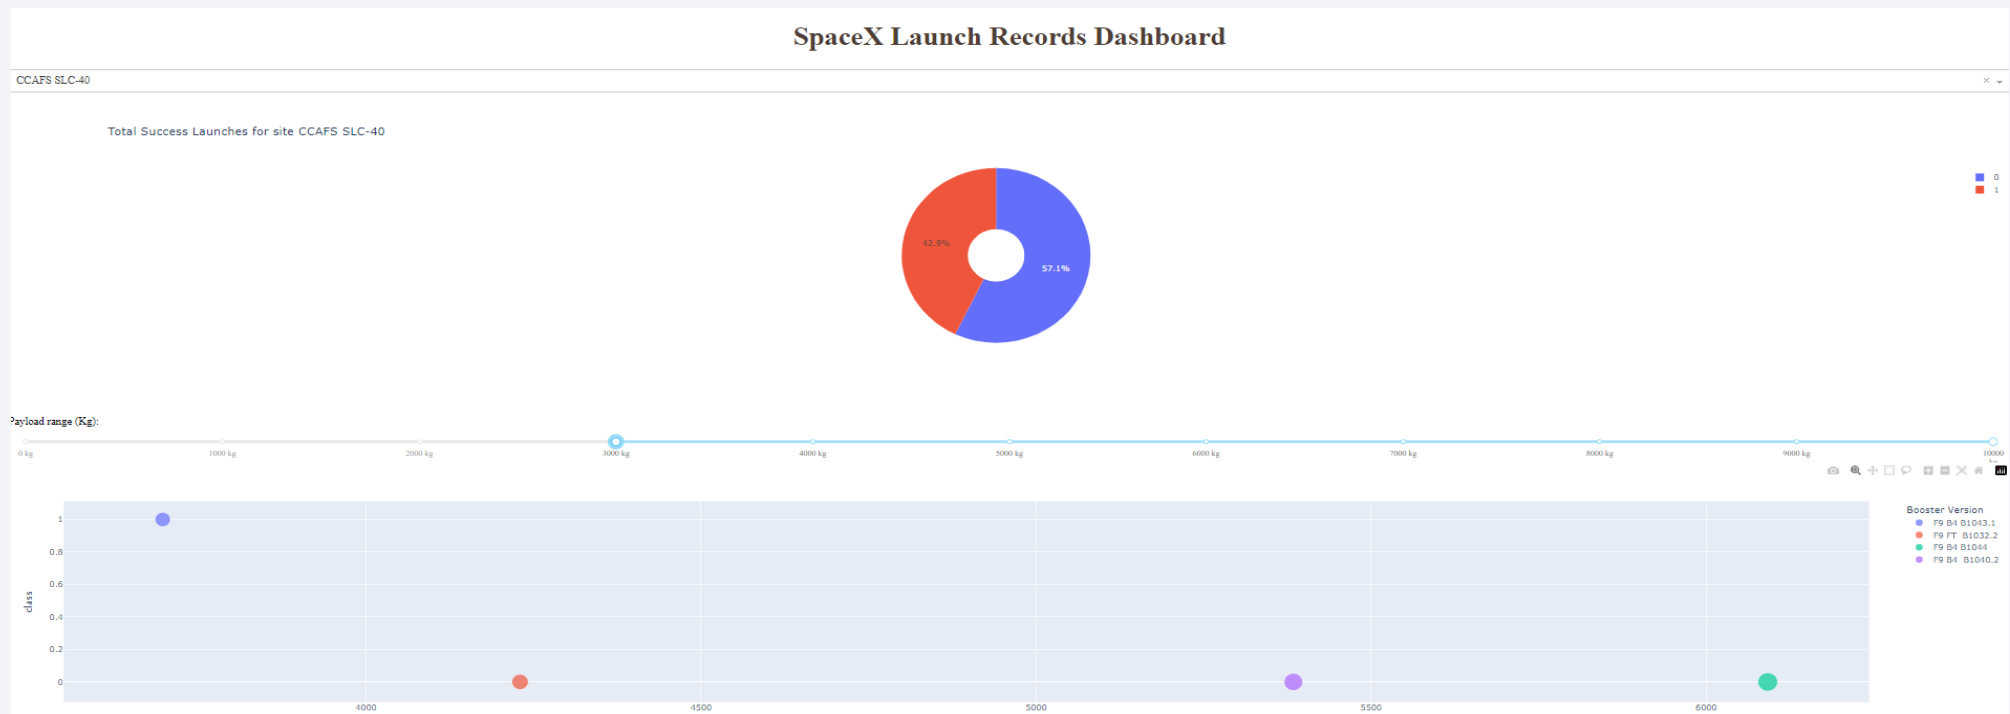 SpaceX Launch Records Dashboard
CCAFS SLC-40
Total Success Launches for site CCAFS SLC-40
0
1
42.9%
57.1%
Payload range (Kg):
0 kg 1000 kg 2000 kg 3000 kg 4000 kg 5000 kg 6000 kg 7000 kg 8000 kg 9000 kg 10000
Booster Version
F9 B4 B1043.1
F9 FT B1032.2
F9 B4 B1044
F9 B4 B1040.2
class
1
0.8
0.6
0.4
0.2
0
4000 4500 5000 5500 6000